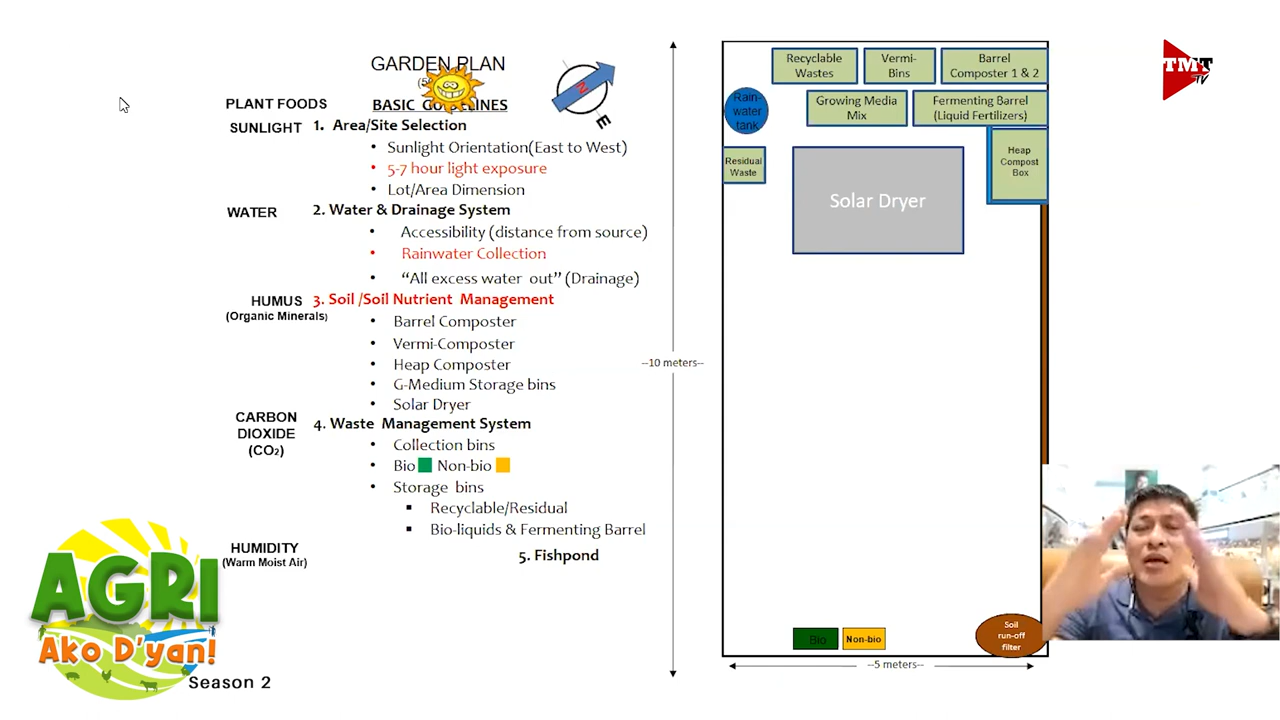 GARDEN PLAN
PLANT FOODS
BASIC GUIDELINES
SUNLIGHT
1. Area/Site Selection
• Sunlight Orientation(East to West)
• 5-7 hour light exposure
• Lot/Area Dimension
WATER
2. Water & Drainage System
• Accessibility (distance from source)
• Rainwater Collection
• “All excess water out” (Drainage)
HUMUS
(Organic Minerals)
3. Soil /Soil Nutrient Management
• Barrel Composter
• Vermi-Composter
• Heap Composter
• G-Medium Storage bins
• Solar Dryer
CARBON
DIOXIDE
(CO₂)
4. Waste Management System
• Collection bins
• Bio Non-bio
• Storage bins
▪ Recyclable/Residual
▪ Bio-liquids & Fermenting Barrel
HUMIDITY
(Warm Moist Air)
5. Fishpond
N
E
--10 meters--
Recyclable
Wastes
Vermi-
Bins
Barrel
Composter 1 & 2
Rain-
water
tank
Growing Media
Mix
Fermenting Barrel
(Liquid Fertilizers)
Residual
Waste
Solar Dryer
Heap
Compost
Box
Bio
Non-bio
Soil
run-off
filter
--5 meters--
TMT
TV
AGRI
Ako D'yan!
Season 2